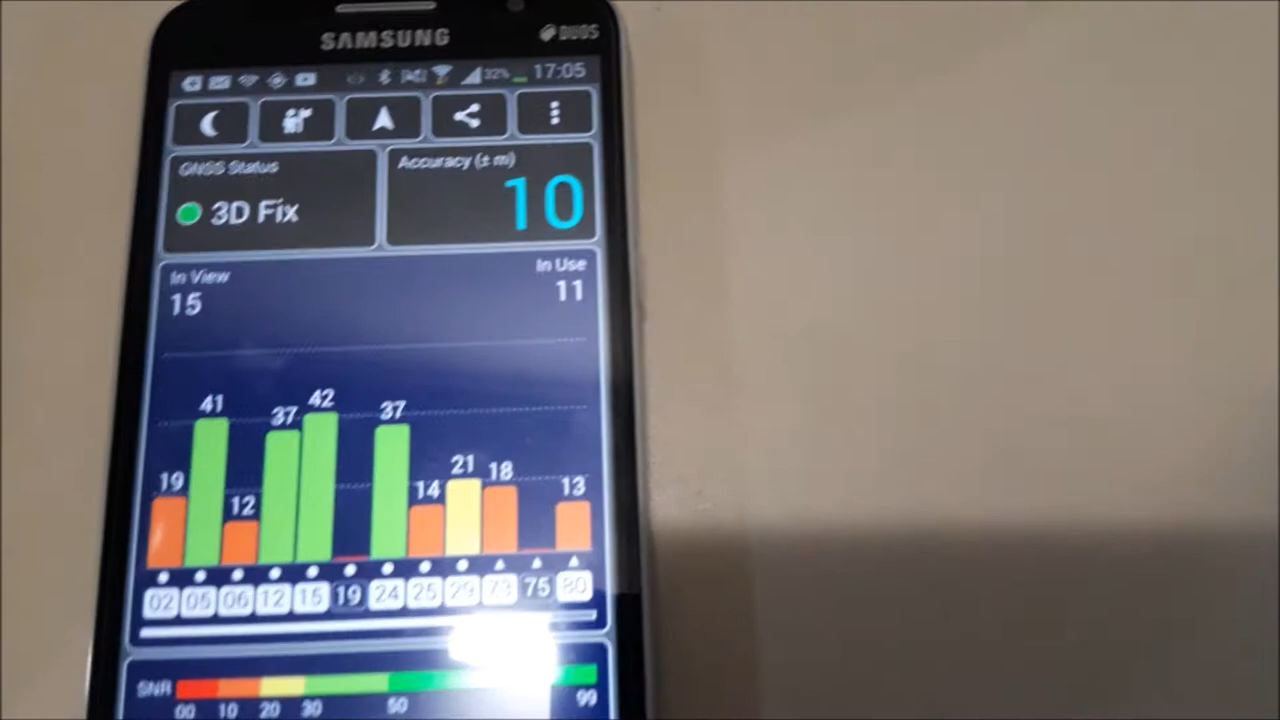 SAMSUNG
DUOS
32% 17:05
GNSS Status
3D Fix
Accuracy (± m)
10
In View
15
In Use
11
19 41 12 37 42 37 14 21 18 13
02 05 06 12 15 19 24 25 29 73 75 80
SNR
00 10 20 30 50 99